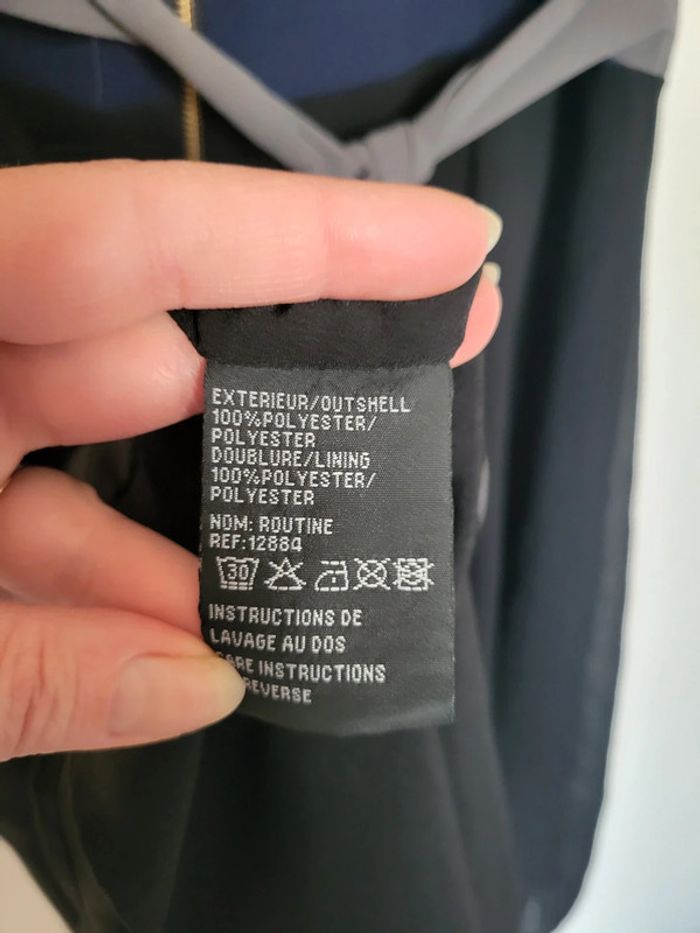 EXTERIEUR/OUTSHELL
100%POLYESTER/
POLYESTER
DOUBLURE/LINING
100%POLYESTER/
POLYESTER
NOM: ROUTINE
REF:12884
30
INSTRUCTIONS DE
LAVAGE AU DOS
CARE INSTRUCTIONS
REVERSE